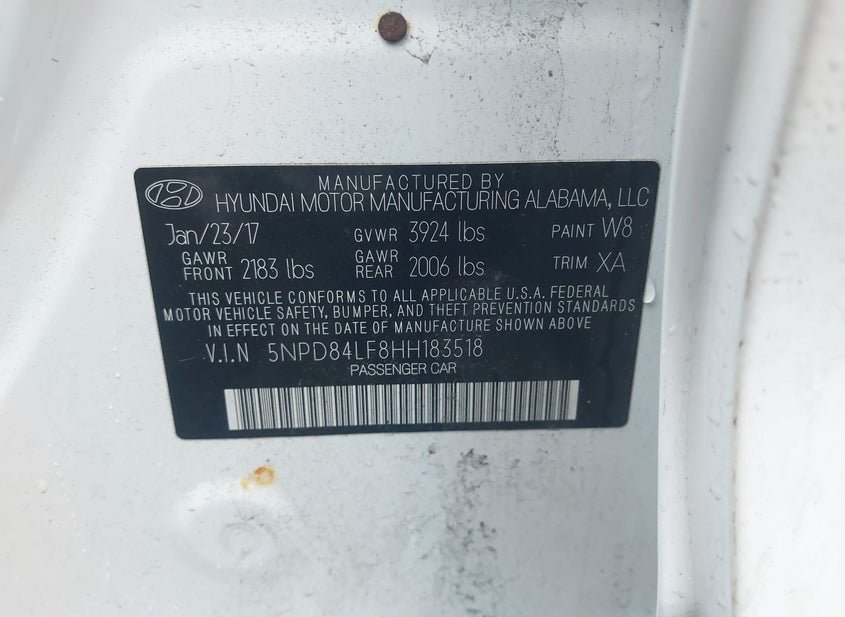 MANUFACTURED BY
HYUNDAI MOTOR MANUFACTURING ALABAMA, LLC
Jan/23/17 GVWR 3924 lbs PAINT W8
GAWR FRONT 2183 lbs GAWR REAR 2006 lbs TRIM XA
THIS VEHICLE CONFORMS TO ALL APPLICABLE U.S.A. FEDERAL
MOTOR VEHICLE SAFETY, BUMPER, AND THEFT PREVENTION STANDARDS
IN EFFECT ON THE DATE OF MANUFACTURE SHOWN ABOVE.
V.I.N 5NPD84LF8HH183518
PASSENGER CAR